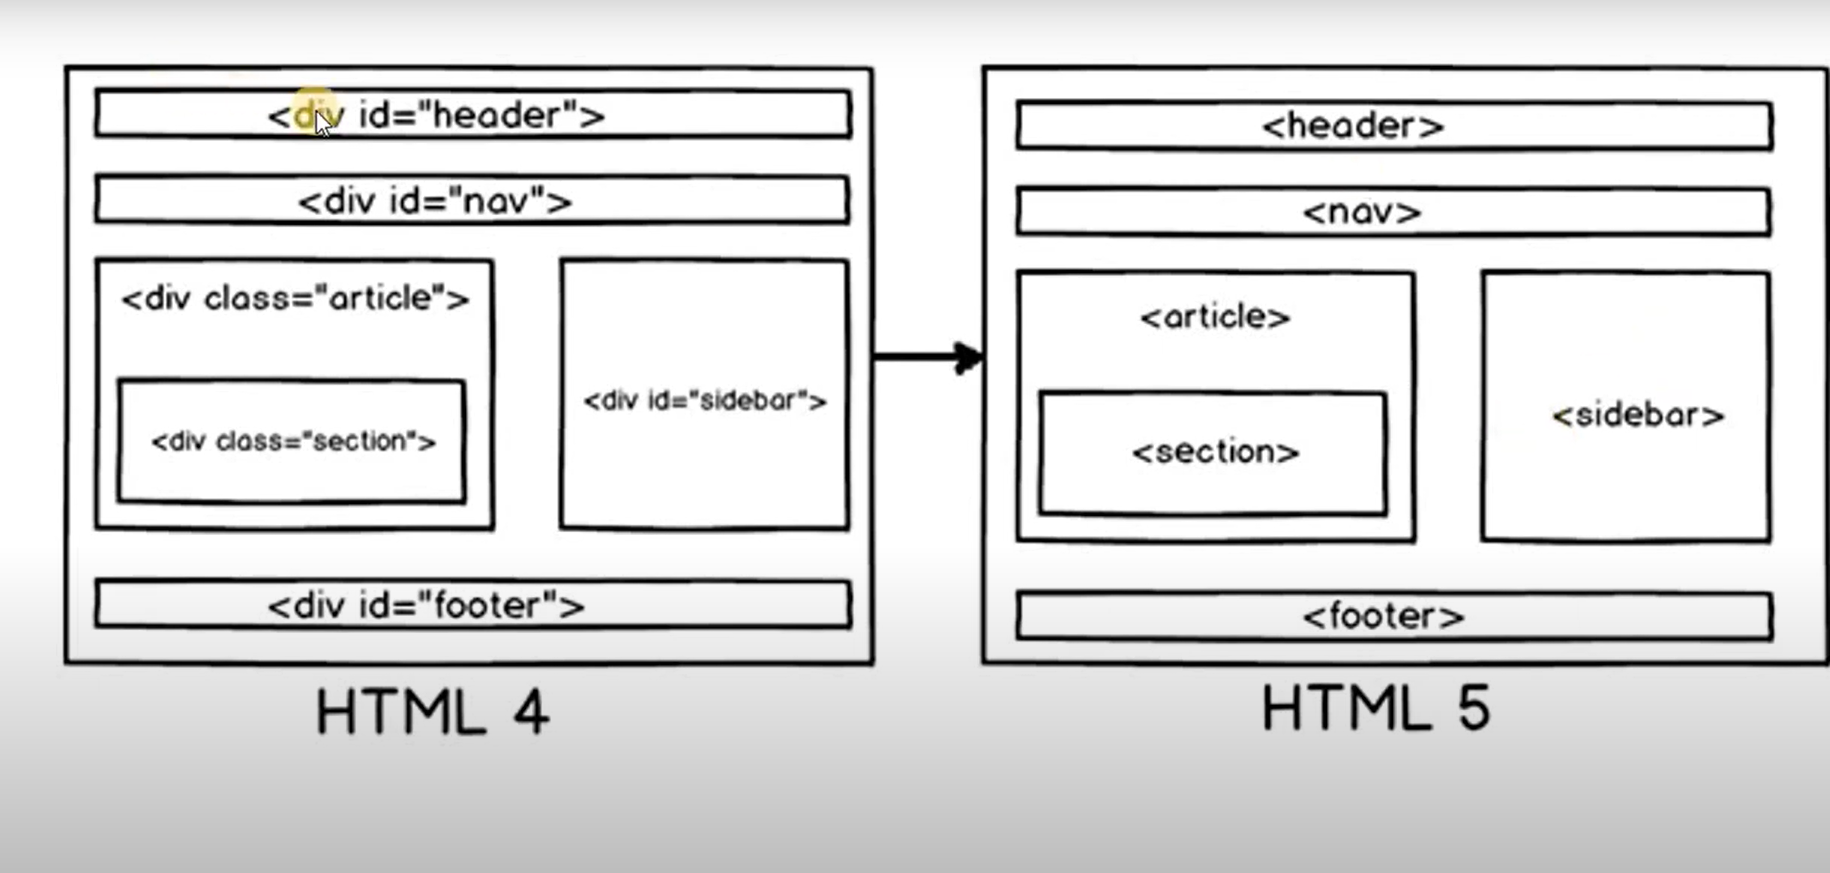 <div id="header">
<div id="nav">
<div class="article">
<div class="section">
<div id="sidebar">
<div id="footer">
HTML 4
<header>
<nav>
<article>
<section>
<sidebar>
<footer>
HTML 5